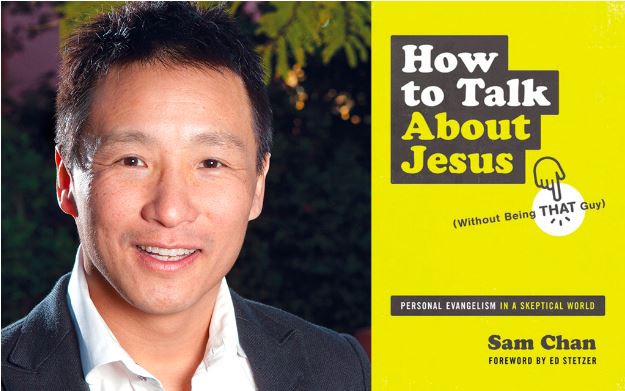 How
to Talk
About
Jesus
(Without Being THAT Guy)
PERSONAL EVANGELISM IN A SKEPTICAL WORLD
Sam Chan
FOREWORD BY ED STETZER